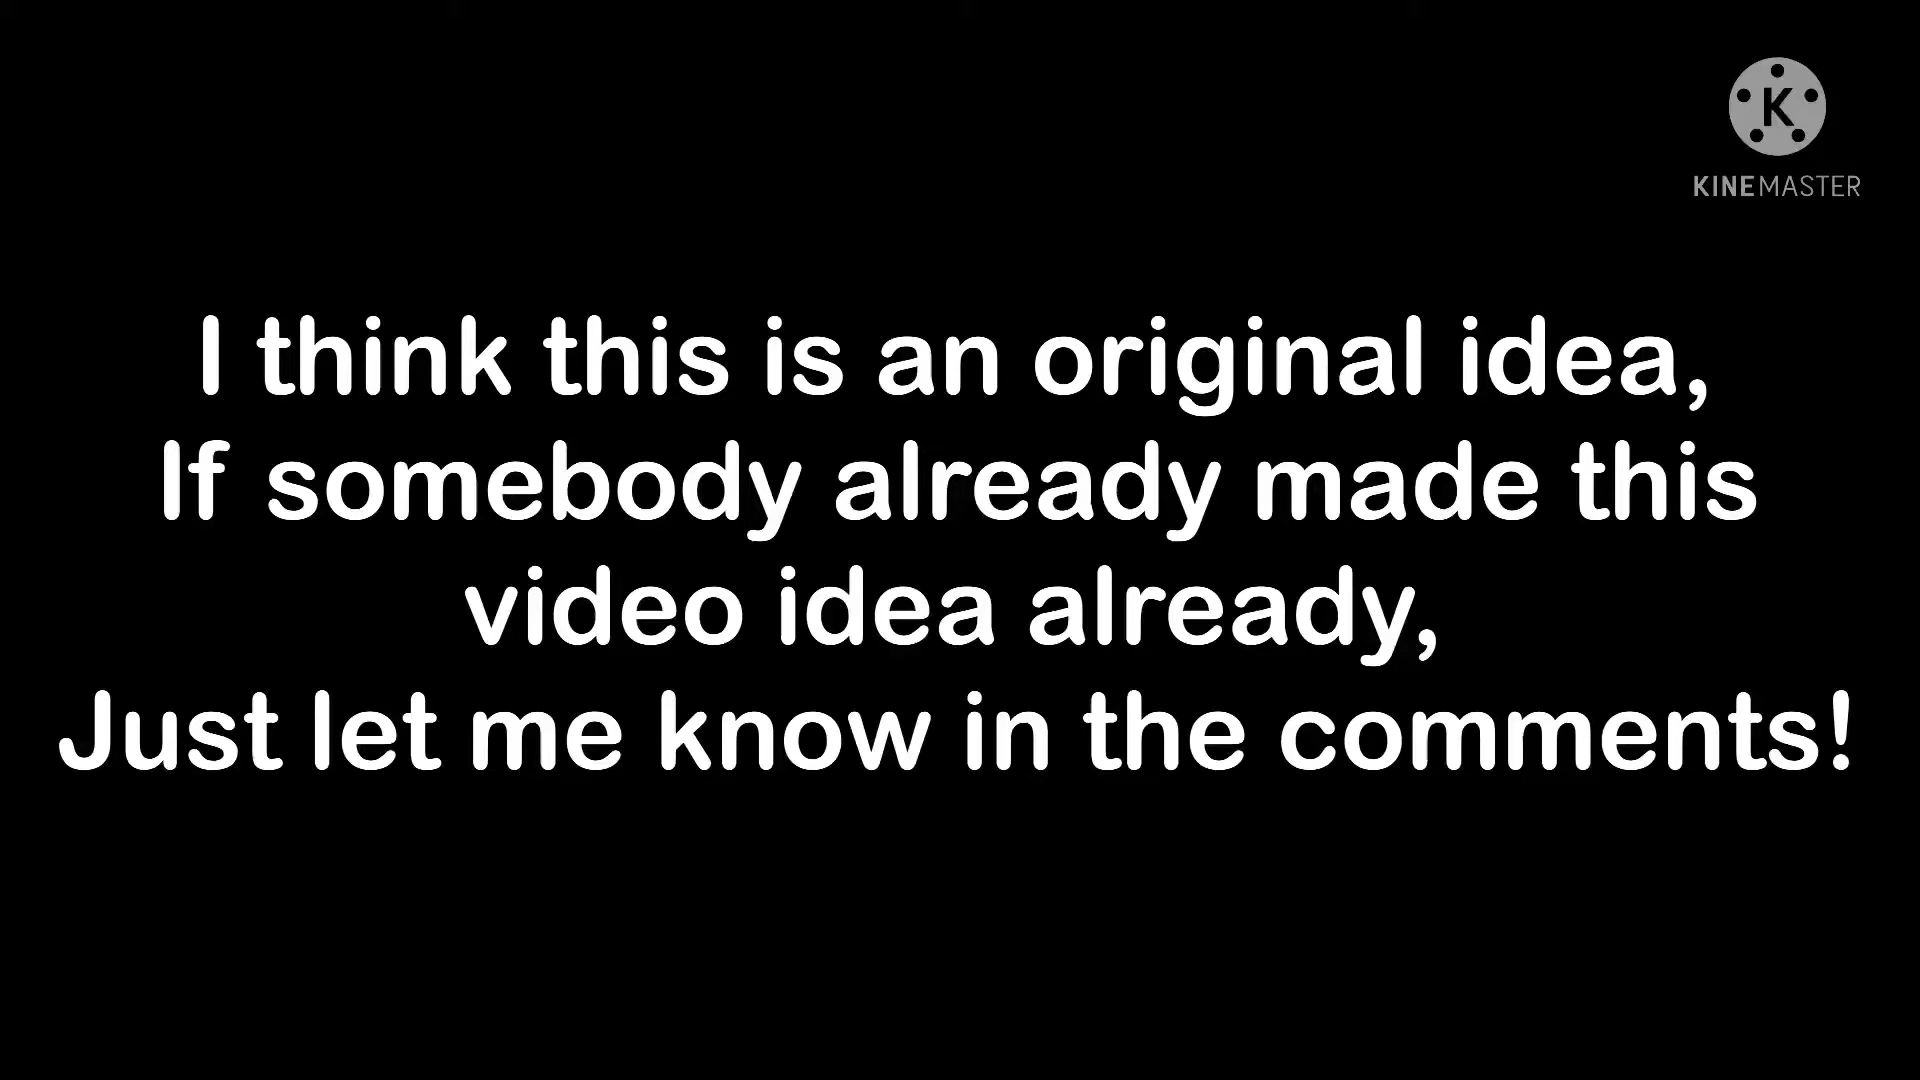 K
KINEMASTER
I think this is an original idea,
If somebody already made this
video idea already,
Just let me know in the comments!